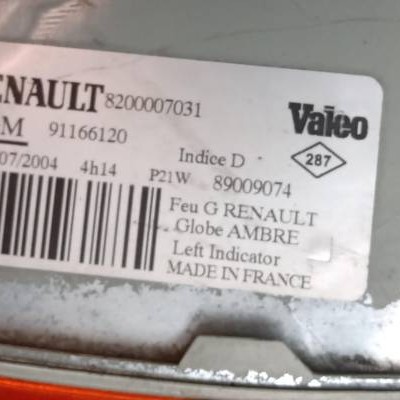 ENAULT 8200007031 Valeo
M 91166120
Indice D 287
07/2004 4h14 P21W 89009074
Feu G RENAULT
Globe AMBRE
Left Indicator
MADE IN FRANCE